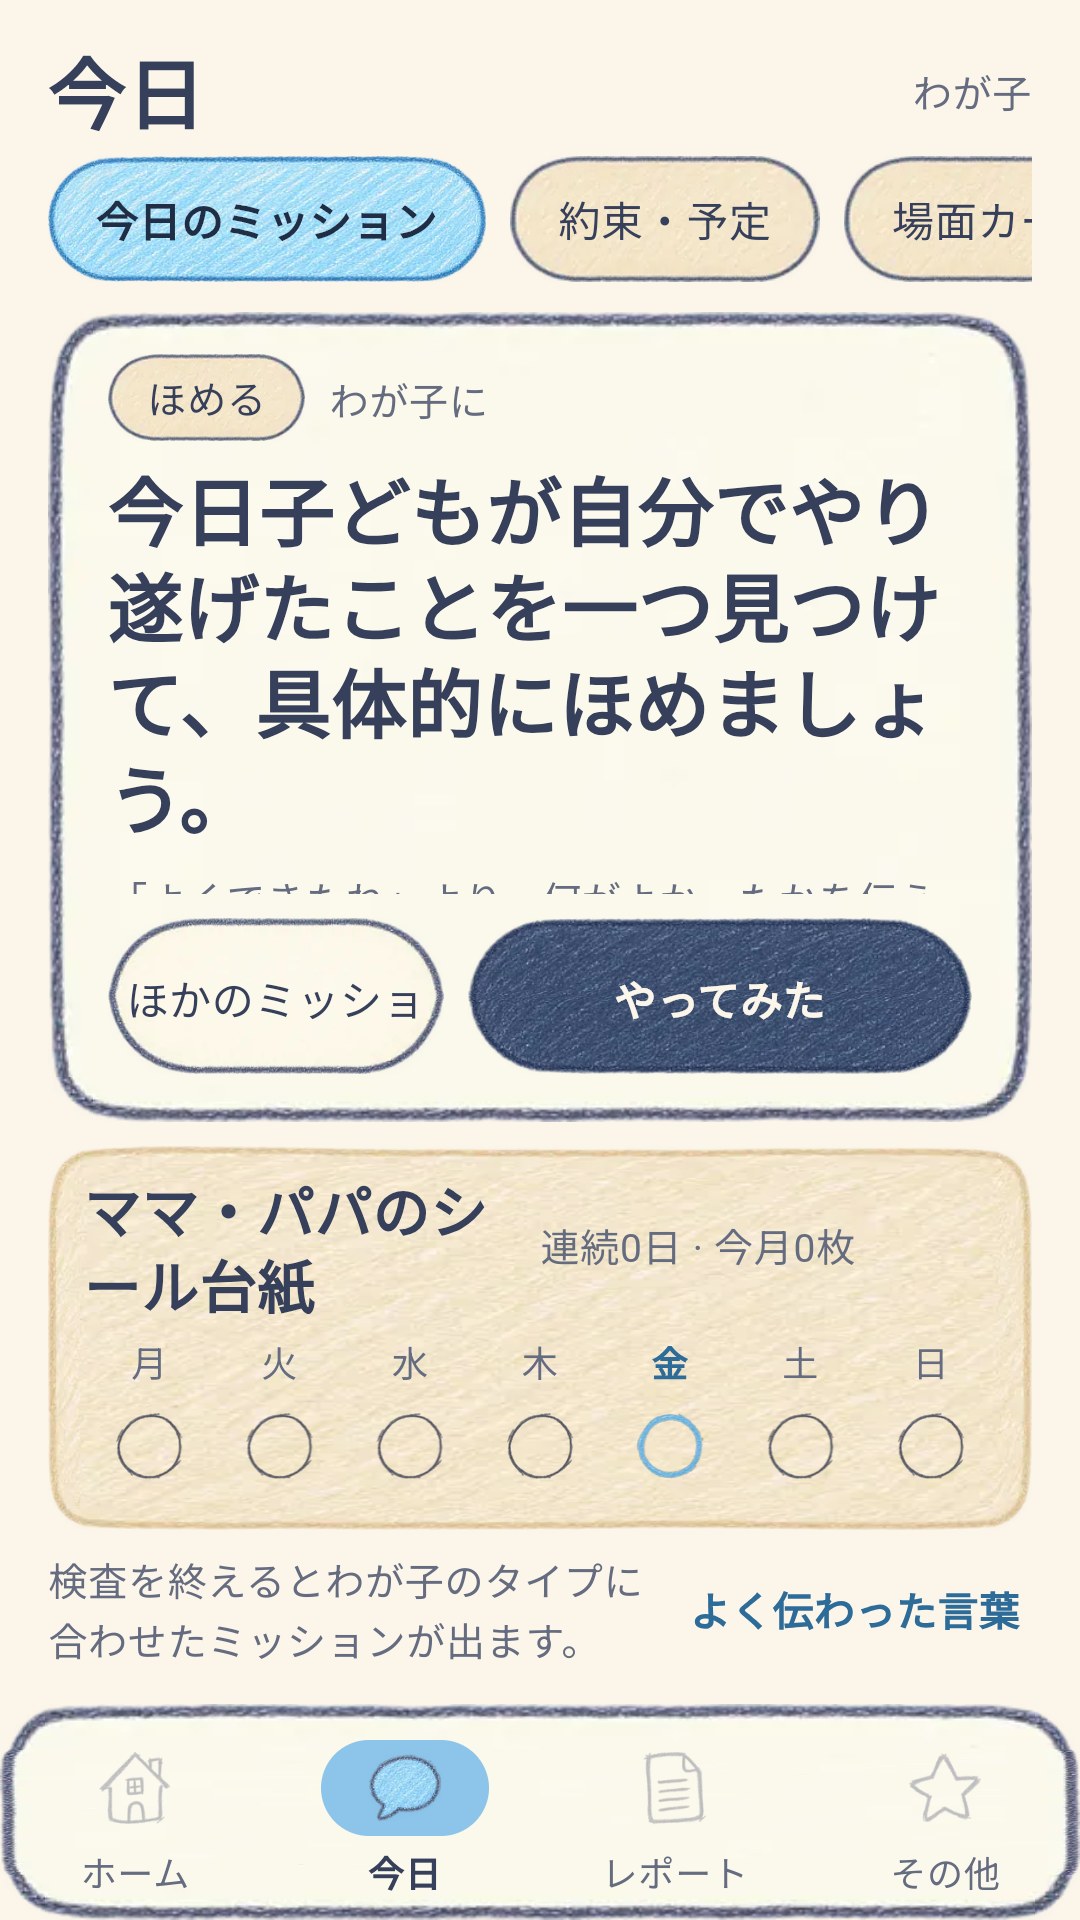 今日
わが子
今日のミッション
約束・予定
場面カー
ほめる
わが子に
今日子どもが自分でやり
遂げたことを一つ見つけ
て、具体的にほめましょ
う。
ほかのミッショ
やってみた
ママ・パパのシ
ール台紙
連続0日 · 今月0枚
月 火 水 木 金 土 日
検査を終えるとわが子のタイプに
合わせたミッションが出ます。
よく伝わった言葉
ホーム
今日
レポート
その他